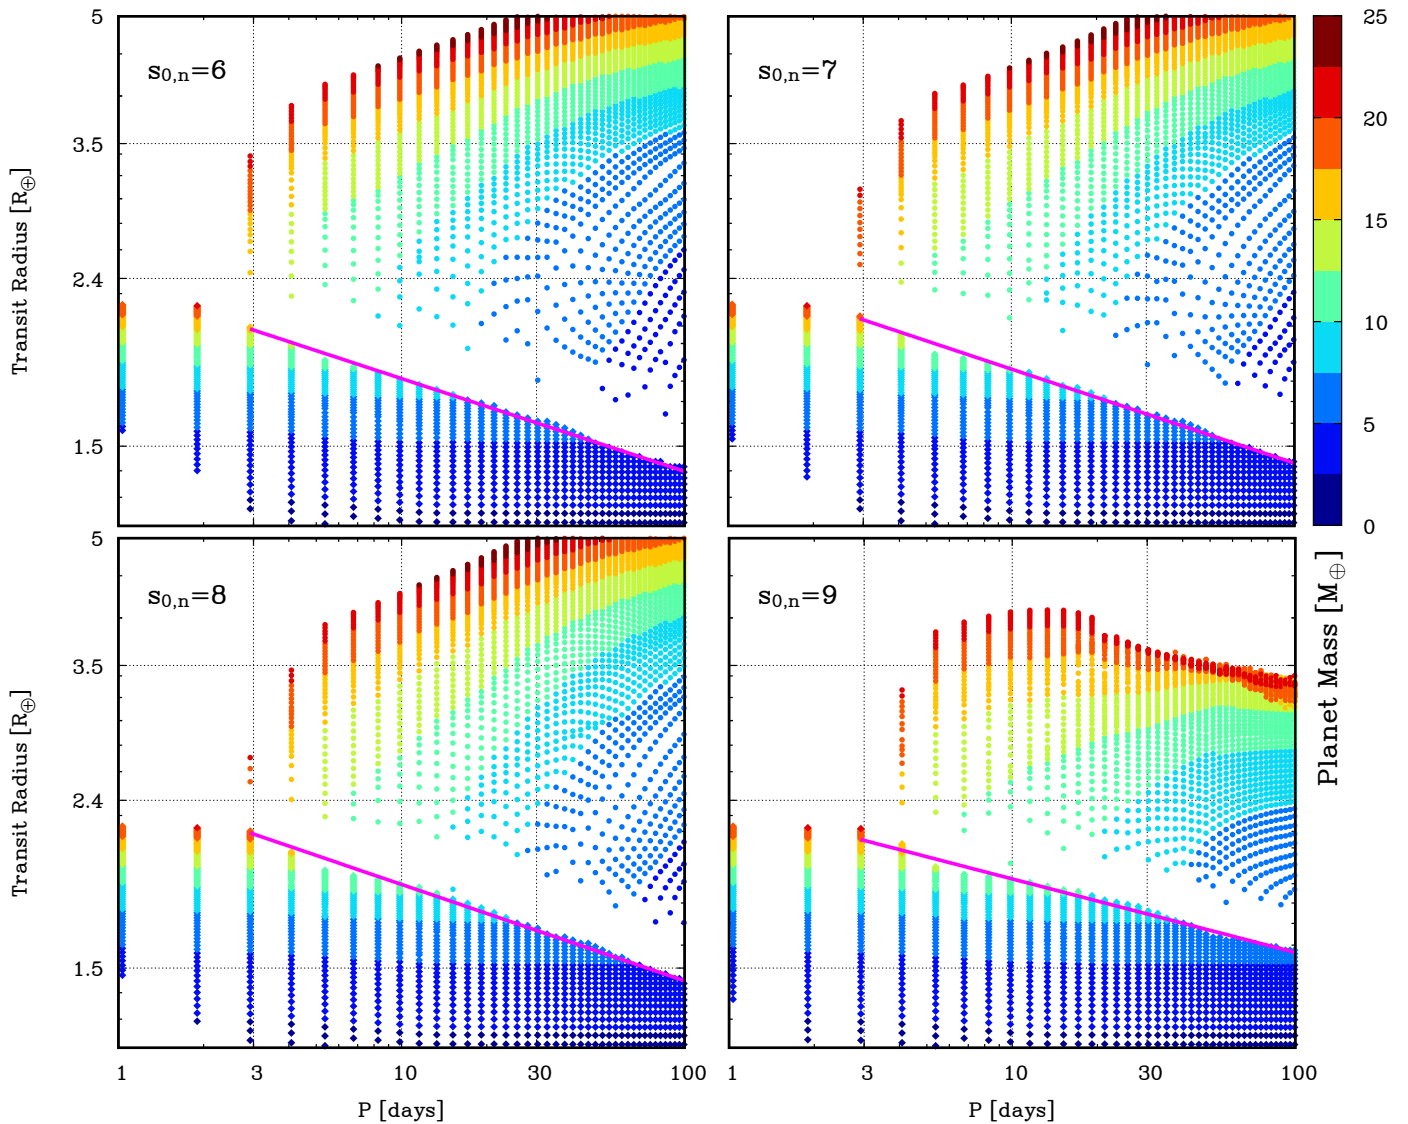 5
3.5
2.4
1.5
Transit Radius [R⊕]
s0,n=6
s0,n=7
25
20
15
10
5
0
Planet Mass [M⊕]
5
3.5
2.4
1.5
Transit Radius [R⊕]
s0,n=8
s0,n=9
1 3 10 30 100
1 3 10 30 100
P [days]
P [days]